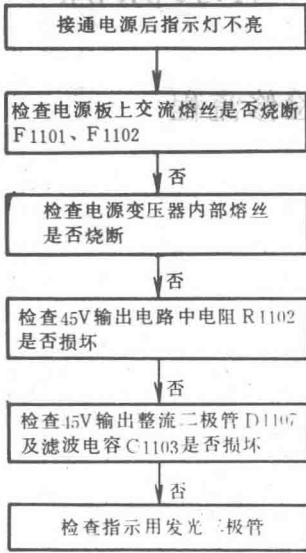 接通电源后指示灯不亮
检查电源板上交流熔丝是否烧断
F1101、F1102
否
检查电源变压器内部熔丝
是否烧断
否
检查45V输出电路中电阻R1102
是否损坏
否
检查45V输出整流二极管D1107
及滤波电容C1103是否损坏
否
检查指示用发光二极管